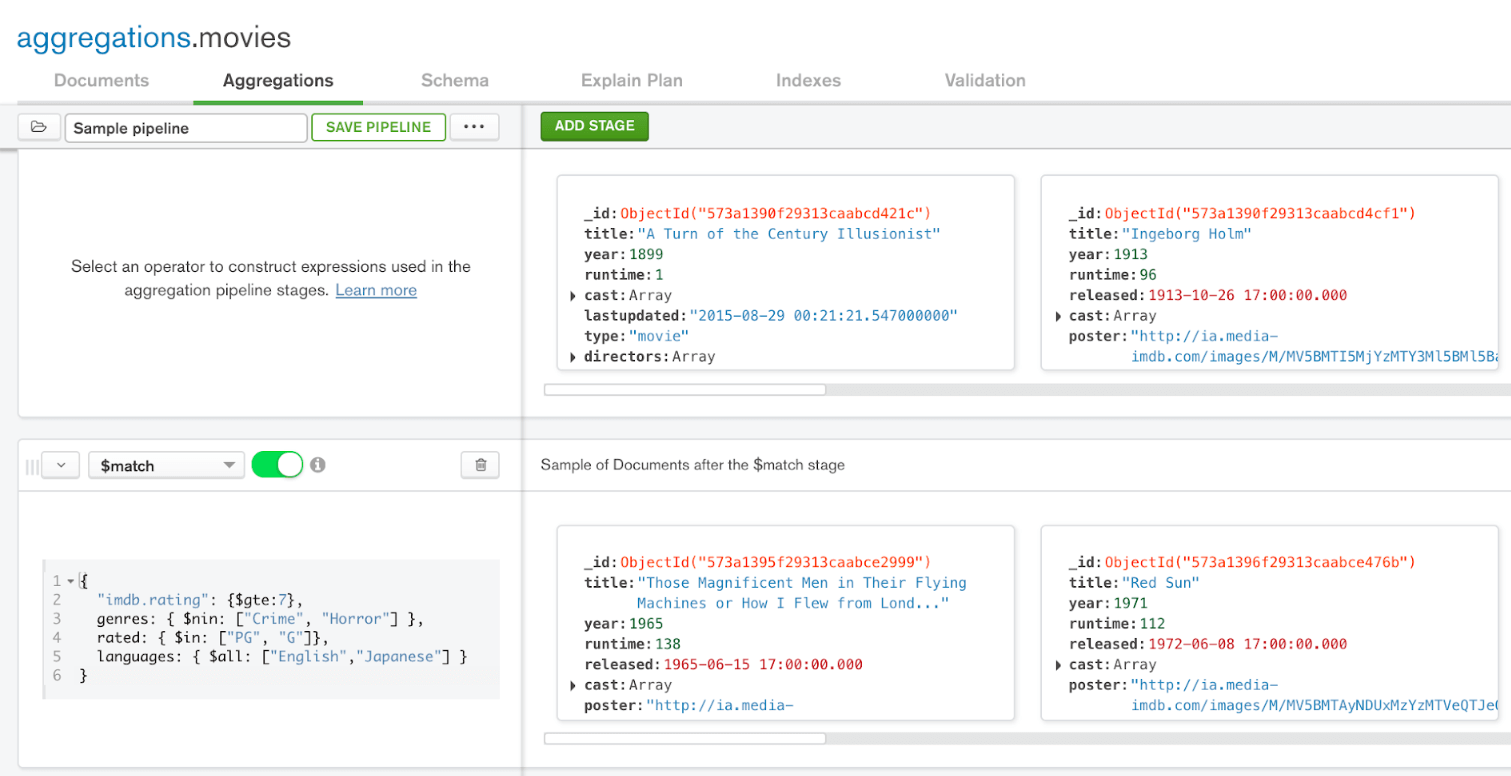 aggregations.movies
Documents Aggregations Schema Explain Plan Indexes Validation
Sample pipeline SAVE PIPELINE ... ADD STAGE
Select an operator to construct expressions used in the
aggregation pipeline stages. Learn more
_id:ObjectId("573a1390f29313caabcd421c")
title:"A Turn of the Century Illusionist"
year:1899
runtime:1
cast:Array
lastupdated:"2015-08-29 00:21:21.547000000"
type:"movie"
directors:Array
_id:ObjectId("573a1390f29313caabcd4cf1")
title:"Ingeborg Holm"
year:1913
runtime:96
released:1913-10-26 17:00:00.000
cast:Array
poster:"http://ia.media-
imdb.com/images/M/MV5BMTI5MjYzMTY3Ml5BMl5Ba
$match
Sample of Documents after the $match stage
1 {
2 "imdb.rating": {$gte:7},
3 genres: { $nin: ["Crime", "Horror"] },
4 rated: { $in: ["PG", "G"]},
5 languages: { $all: ["English","Japanese"] }
6 }
_id:ObjectId("573a1395f29313caabce2999")
title:"Those Magnificent Men in Their Flying
Machines or How I Flew from Lond..."
year:1965
runtime:138
released:1965-06-15 17:00:00.000
cast:Array
poster:"http://ia.media-
_id:ObjectId("573a1396f29313caabce476b")
title:"Red Sun"
year:1971
runtime:112
released:1972-06-08 17:00:00.000
cast:Array
poster:"http://ia.media-
imdb.com/images/M/MV5BMTAyNDUxMzYzMTVeQTJe